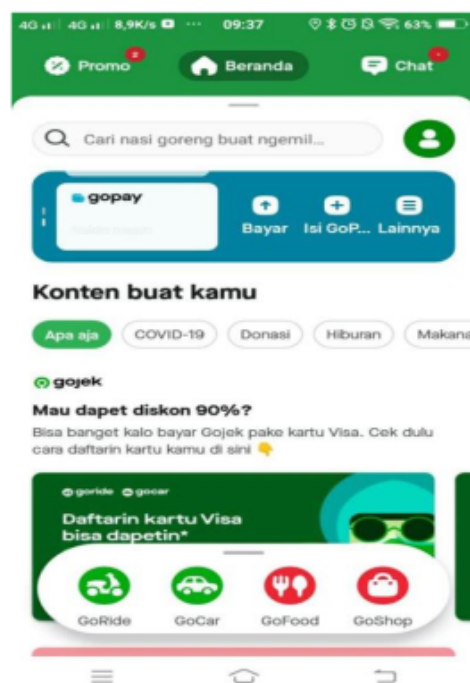 4G 4G 8,9K/s ... 09:37 63%
Promo 2 Beranda Chat
Cari nasi goreng buat ngemil...
gopay
Bayar Isi GoP... Lainnya
Konten buat kamu
Apa aja COVID-19 Donasi Hiburan Makana
gojek
Mau dapet diskon 90%?
Bisa banget kalo bayar Gojek pake kartu Visa. Cek dulu
cara daftarin kartu kamu di sini 👇
goride gocar
Daftarin kartu Visa
bisa dapetin*
GoRide GoCar GoFood GoShop